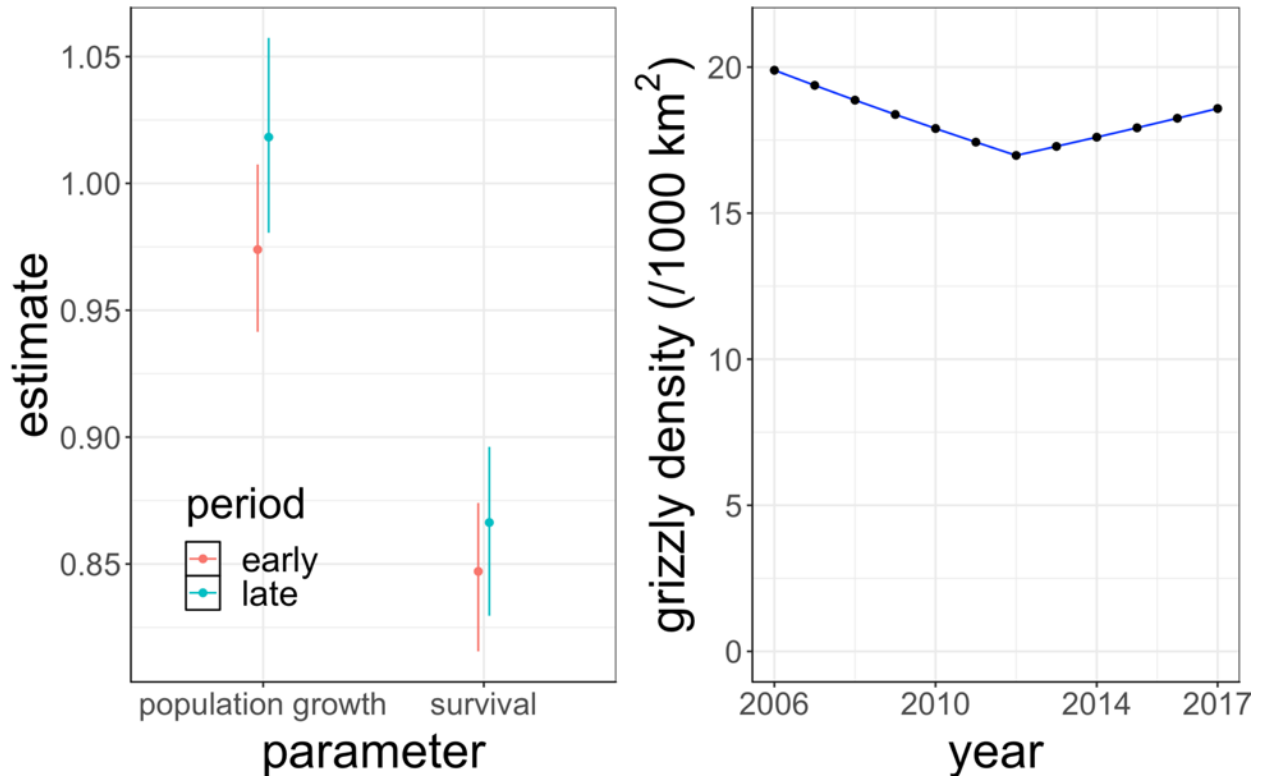 estimate
1.05
1.00
0.95
0.90
0.85
period
early
late
population growth survival
parameter
grizzly density (/1000 km²)
20
15
10
5
0
2006 2010 2014 2017
year